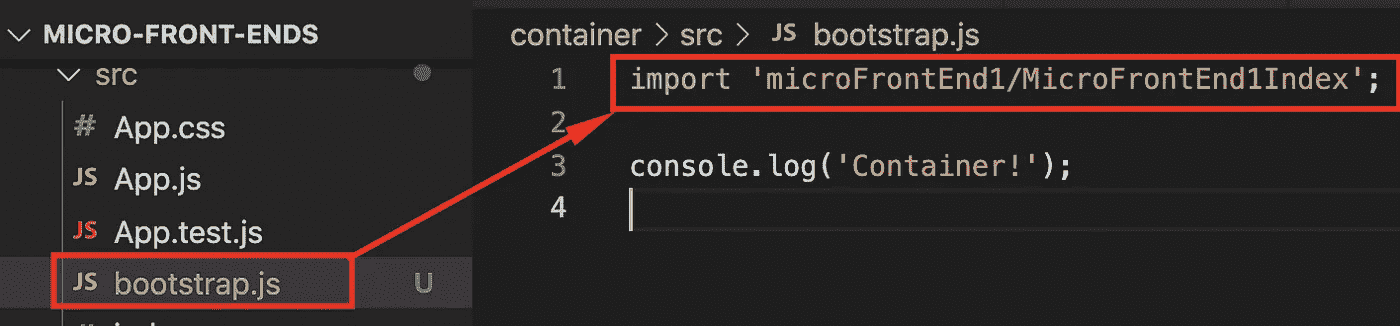 MICRO-FRONT-ENDS
src
# App.css
JS App.js
JS App.test.js
JS bootstrap.js U
container > src > JS bootstrap.js
1 import 'microFrontEnd1/MicroFrontEnd1Index';
2
3 console.log('Container!');
4